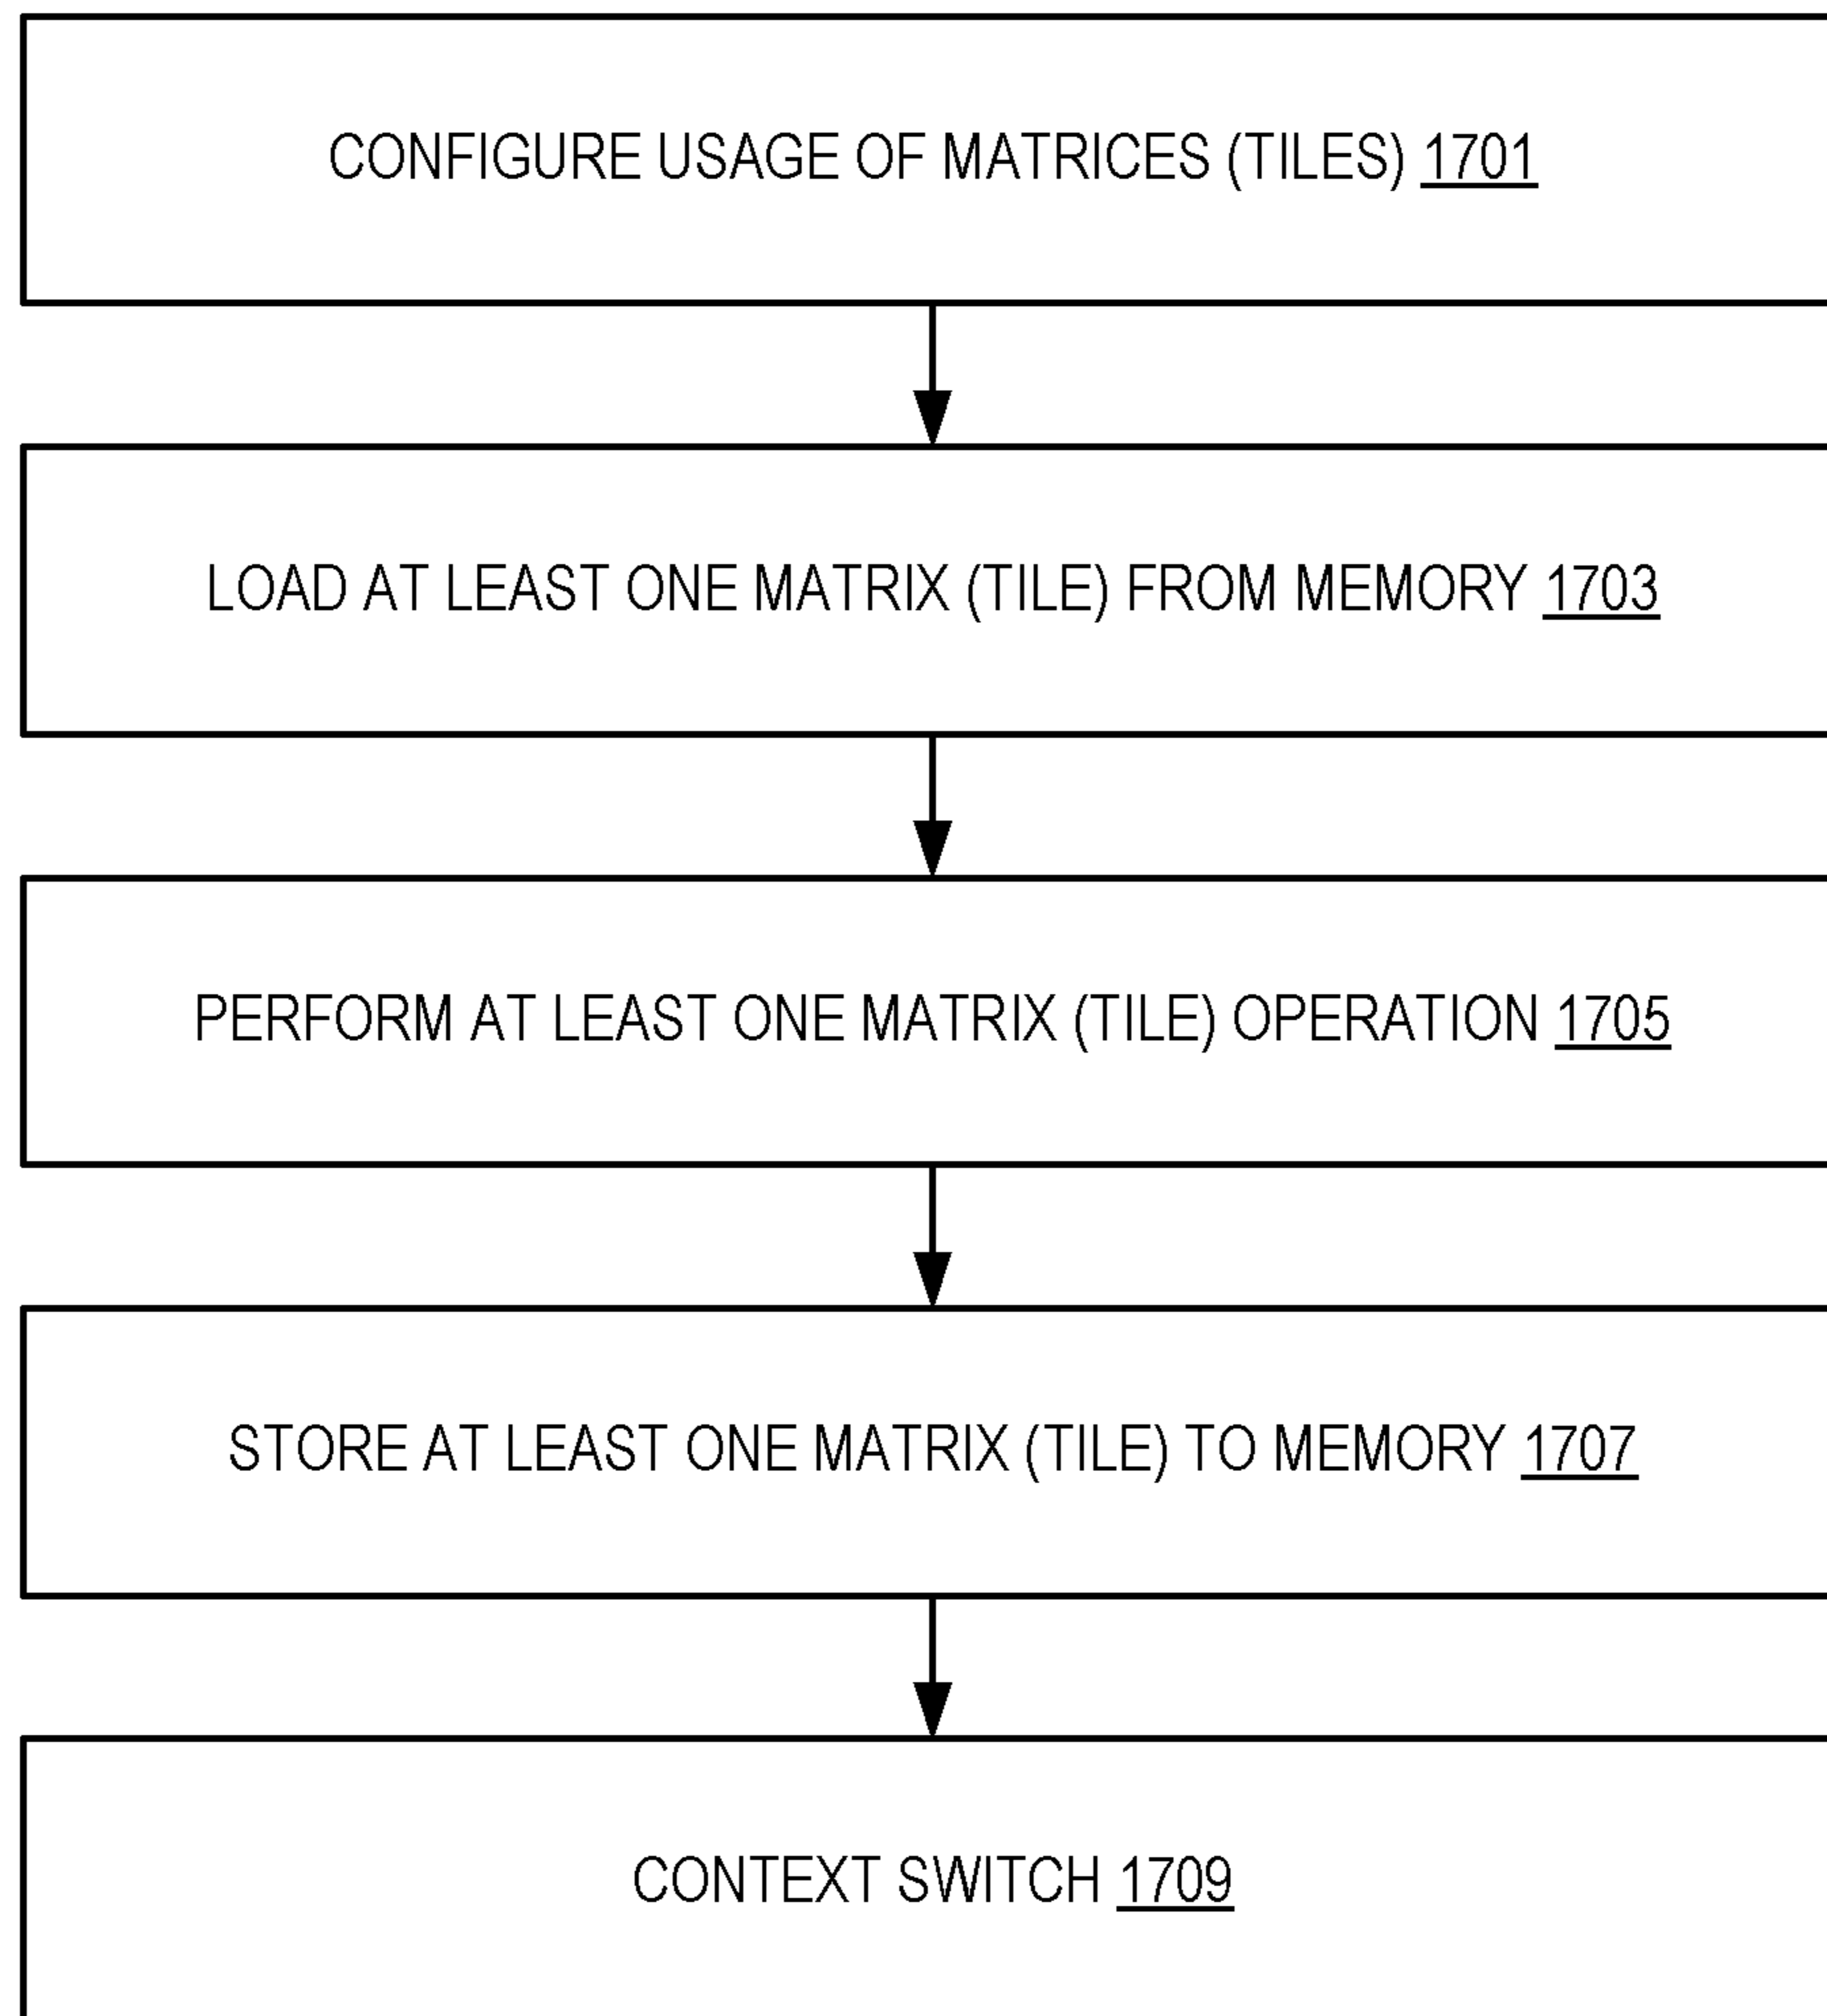 CONFIGURE USAGE OF MATRICES (TILES) 1701
LOAD AT LEAST ONE MATRIX (TILE) FROM MEMORY 1703
PERFORM AT LEAST ONE MATRIX (TILE) OPERATION 1705
STORE AT LEAST ONE MATRIX (TILE) TO MEMORY 1707
CONTEXT SWITCH 1709